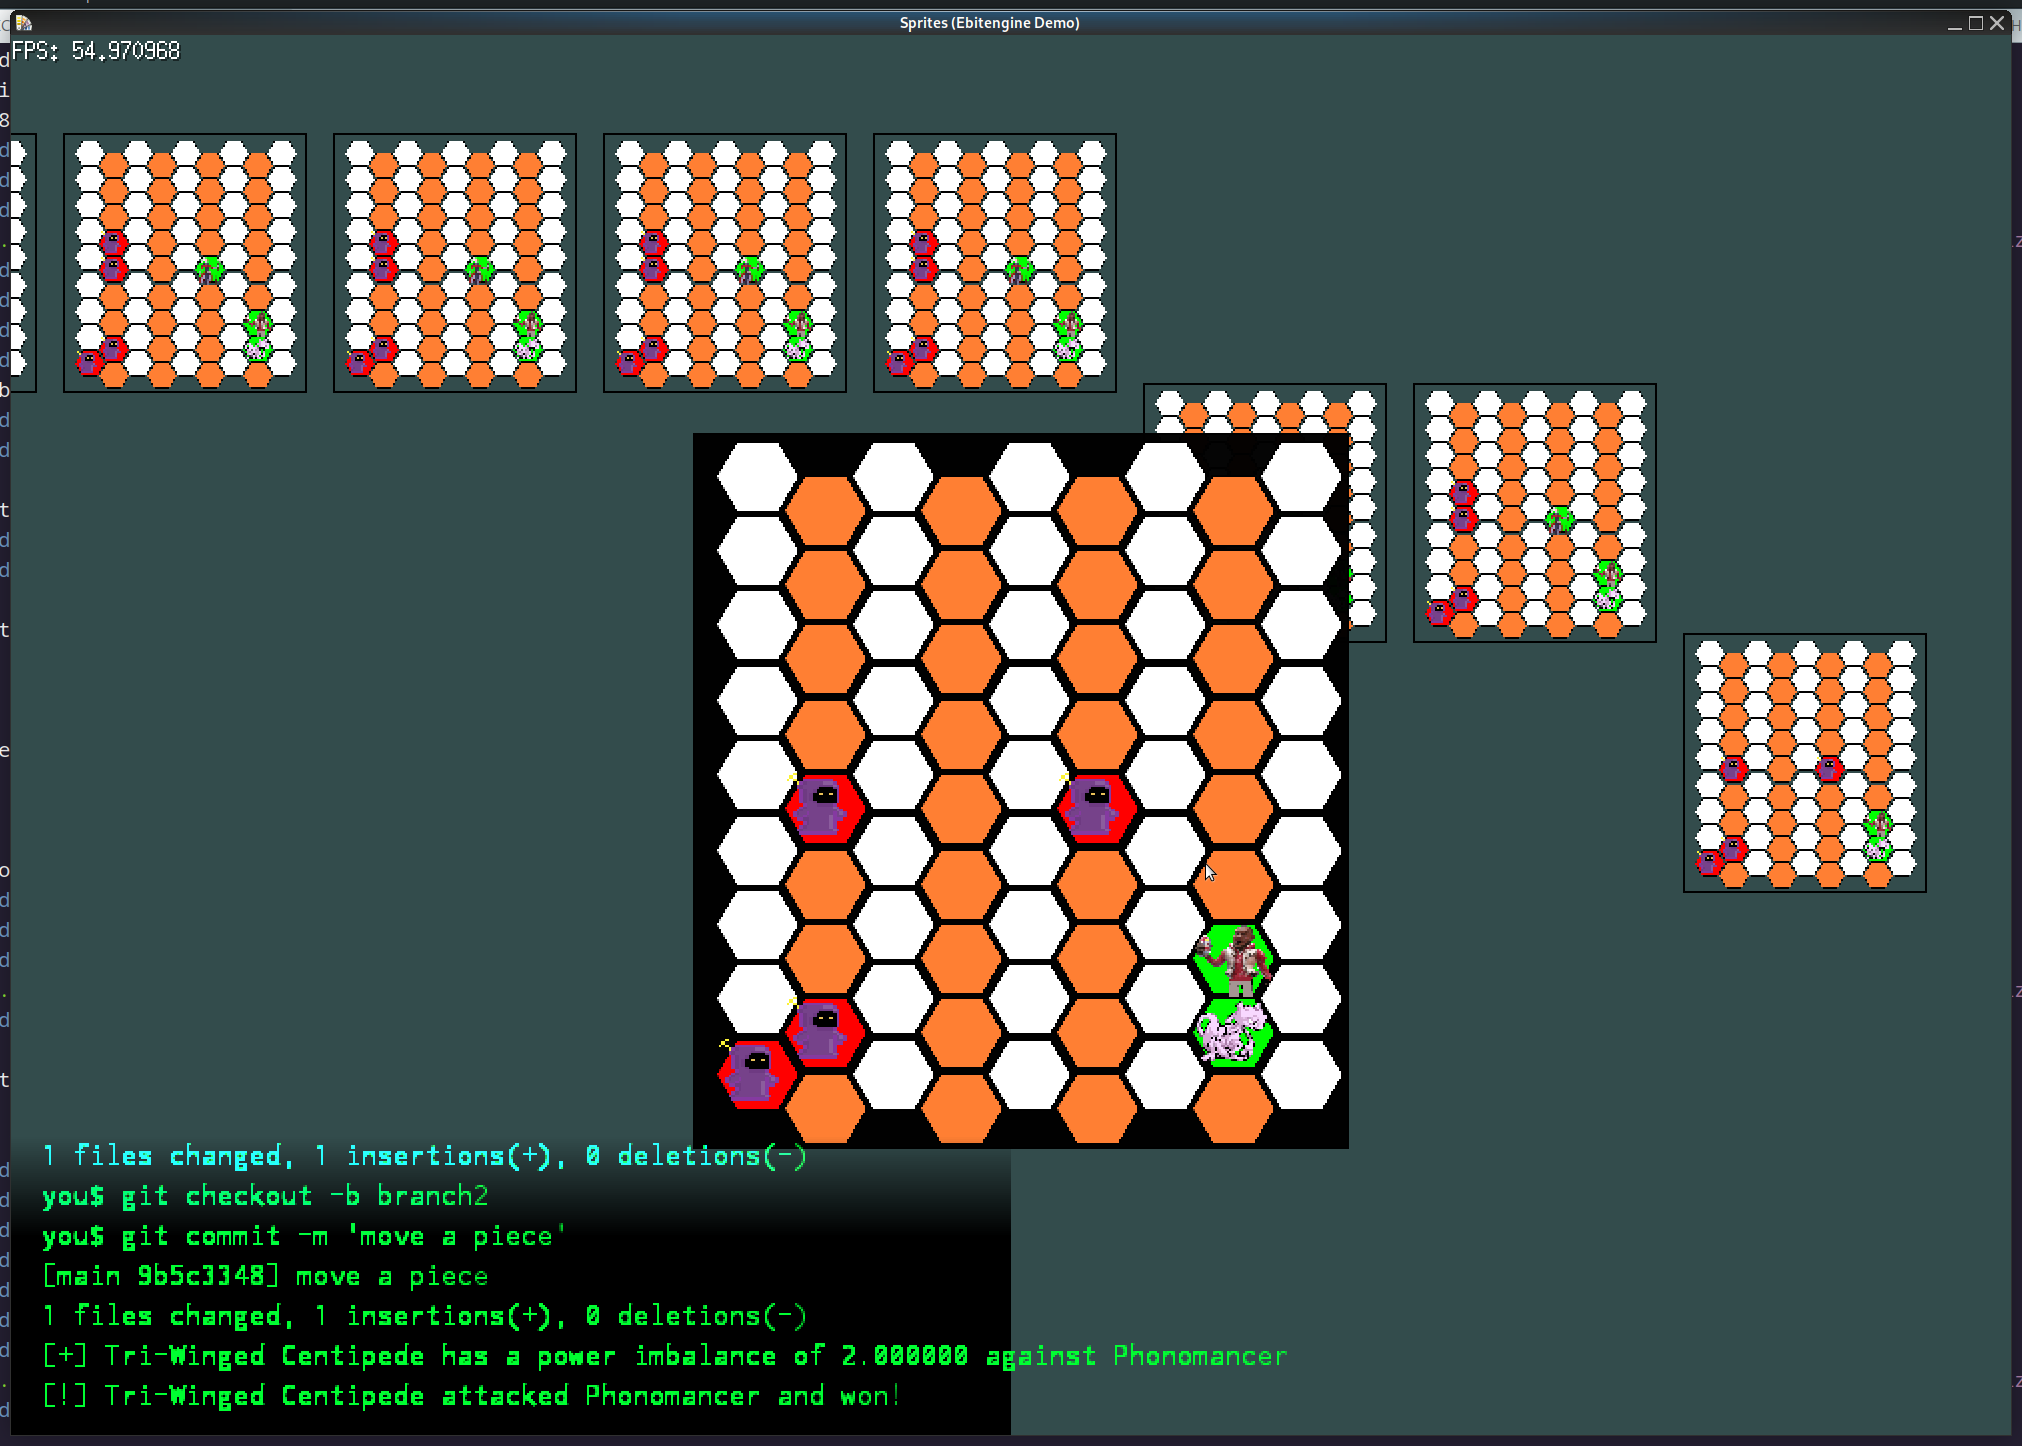 Sprites (Ebitengine Demo)
FPS: 54.970968
1 files changed, 1 insertions(+), 0 deletions(-)
you$ git checkout -b branch2
you$ git commit -m 'move a piece'
[main 9b5c3348] move a piece
1 files changed, 1 insertions(+), 0 deletions(-)
[+] Tri-Winged Centipede has a power imbalance of 2.000000 against Phonomancer
[!] Tri-Winged Centipede attacked Phonomancer and won!